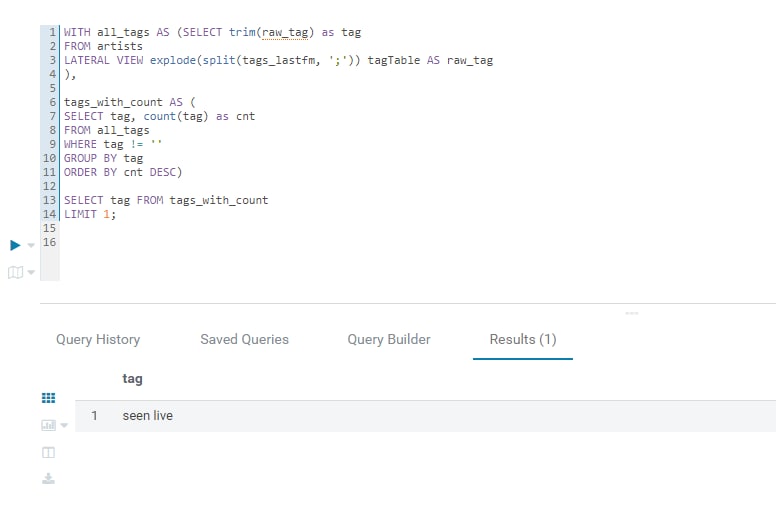 1 WITH all_tags AS (SELECT trim(raw_tag) as tag
2 FROM artists
3 LATERAL VIEW explode(split(tags_lastfm, ';')) tagTable AS raw_tag
4 ),
5
6 tags_with_count AS (
7 SELECT tag, count(tag) as cnt
8 FROM all_tags
9 WHERE tag != ''
10 GROUP BY tag
11 ORDER BY cnt DESC)
12
13 SELECT tag FROM tags_with_count
14 LIMIT 1;
15
16
Query History Saved Queries Query Builder Results (1)
tag
1 seen live